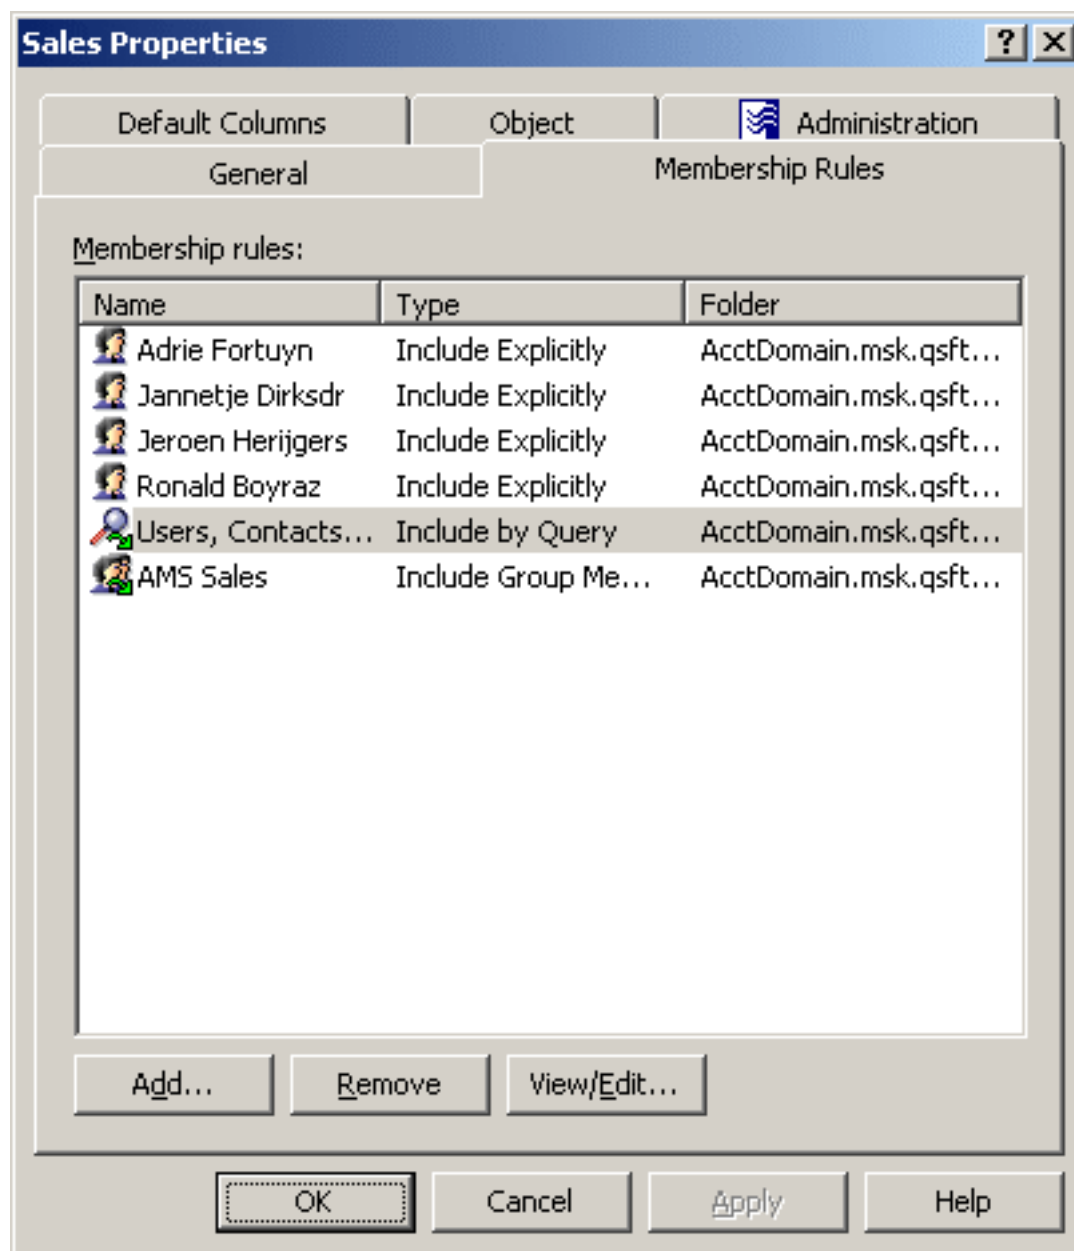 Sales Properties
Default Columns Object Administration
General Membership Rules
Membership rules:
Name Type Folder
Adrie Fortuyn Include Explicitly AcctDomain.msk.qsft...
Jannetje Dirksdr Include Explicitly AcctDomain.msk.qsft...
Jeroen Herijgers Include Explicitly AcctDomain.msk.qsft...
Ronald Boyraz Include Explicitly AcctDomain.msk.qsft...
Users, Contacts... Include by Query AcctDomain.msk.qsft...
AMS Sales Include Group Me... AcctDomain.msk.qsft...
Add... Remove View/Edit...
OK Cancel Apply Help